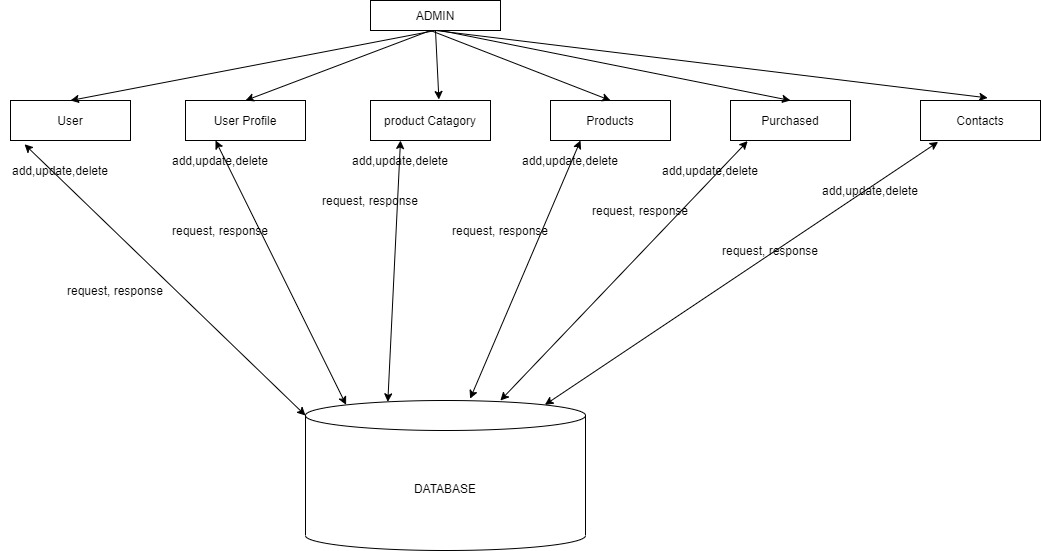 ADMIN
User
User Profile
product Catagory
Products
Purchased
Contacts
add,update,delete
add,update,delete
add,update,delete
add,update,delete
add,update,delete
add,update,delete
request, response
request, response
request, response
request, response
request, response
request, response
DATABASE